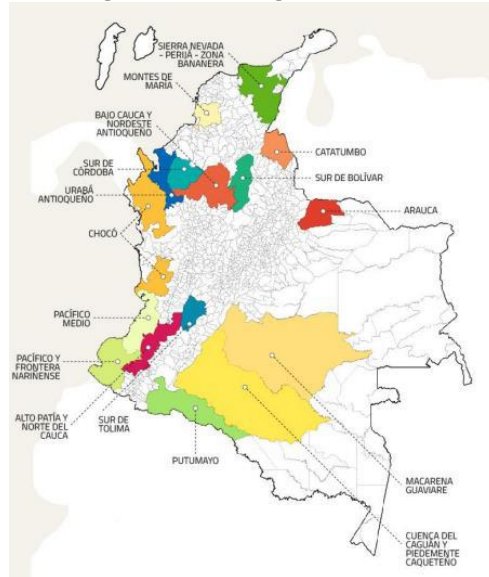 SIERRA NEVADA
- PERIJÁ - ZONA
BANANERA
MONTES DE
MARÍA
BAJO CAUCA Y
NORDESTE
ANTIOQUEÑO
CATATUMBO
SUR DE
CÓRDOBA
SUR DE BOLÍVAR
URABÁ
ANTIOQUEÑO
ARAUCA
CHOCÓ
PACÍFICO
MEDIO
PACÍFICO Y
FRONTERA
NARIÑENSE
ALTO PATÍA Y
NORTE DEL
CAUCA
SUR DE
TOLIMA
PUTUMAYO
MACARENA
GUAVIARE
CUENCA DEL
CAGUÁN Y
PIEDEMONTE
CAQUETEÑO